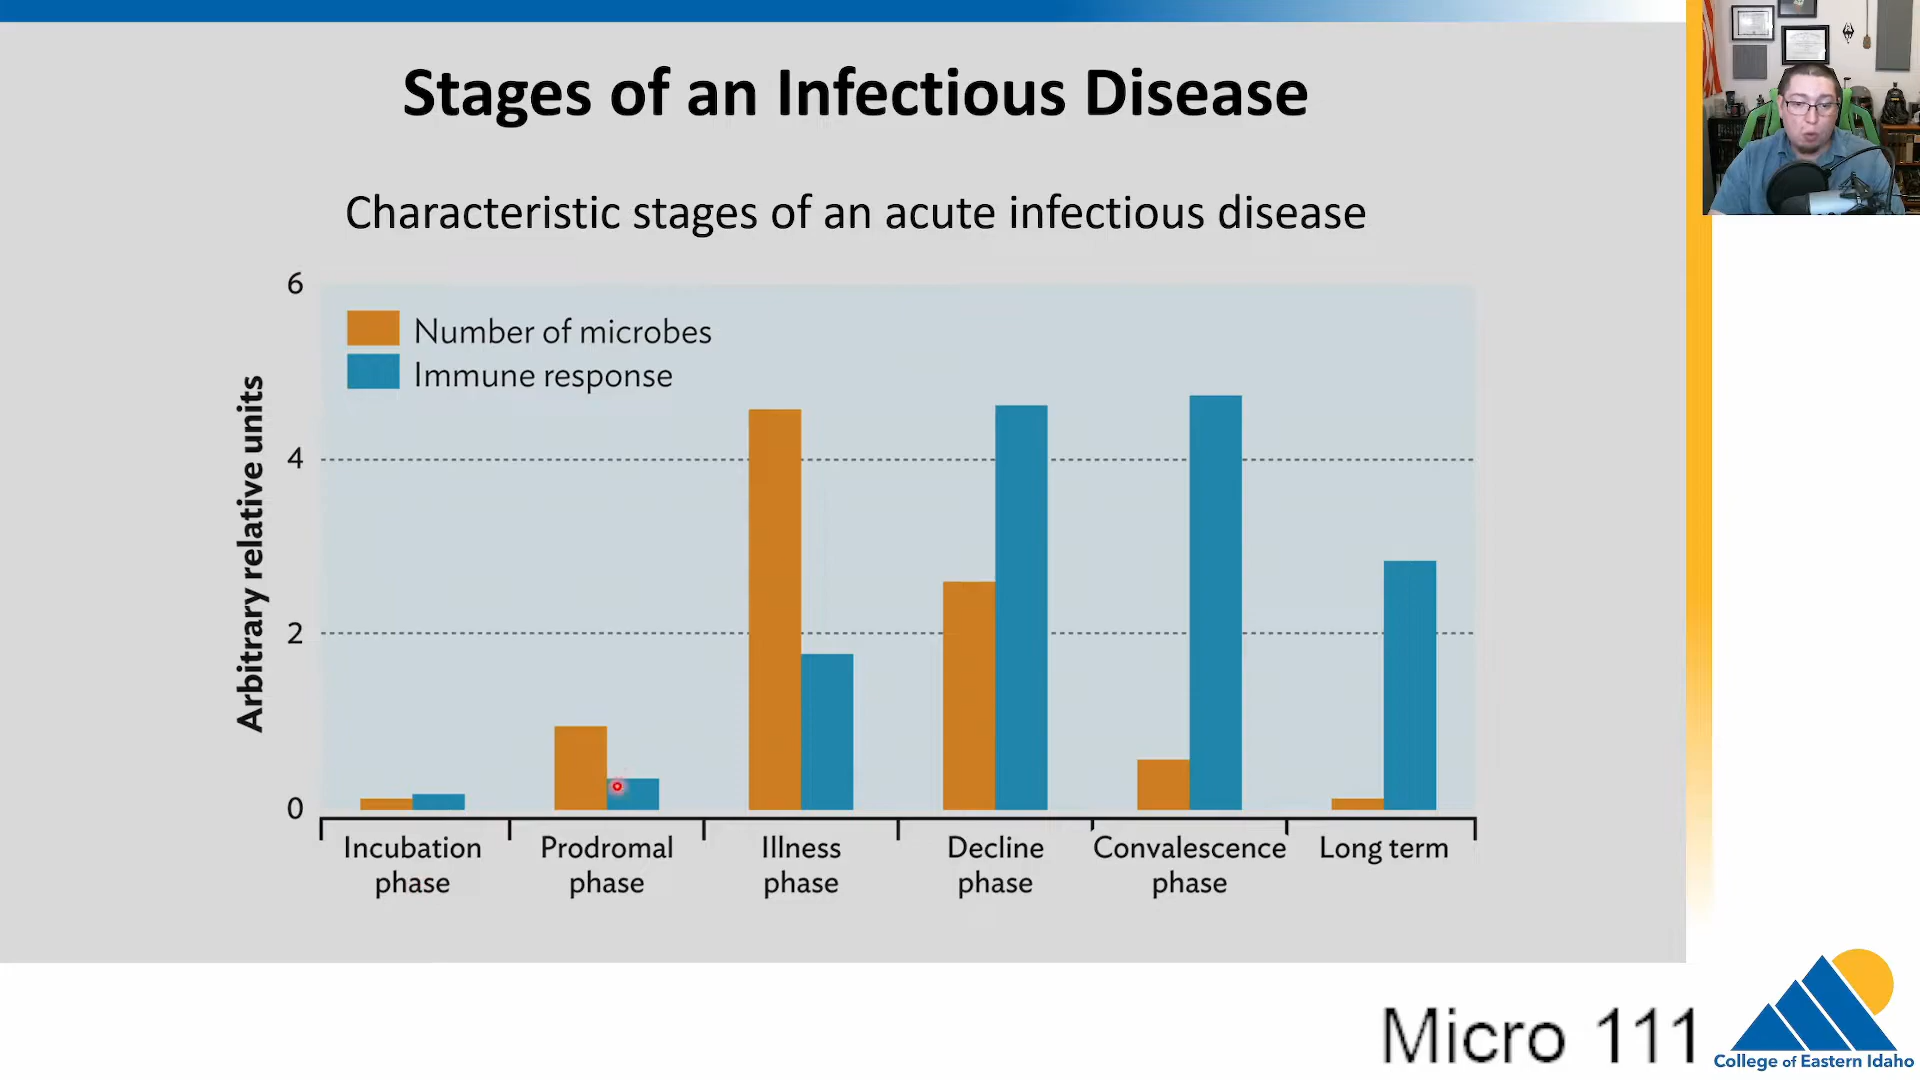 Stages of an Infectious Disease
Characteristic stages of an acute infectious disease
6
Number of microbes
Immune response
4
Arbitrary relative units
2
0
Incubation phase
Prodromal phase
Illness phase
Decline phase
Convalescence phase
Long term
Micro 111
College of Eastern Idaho